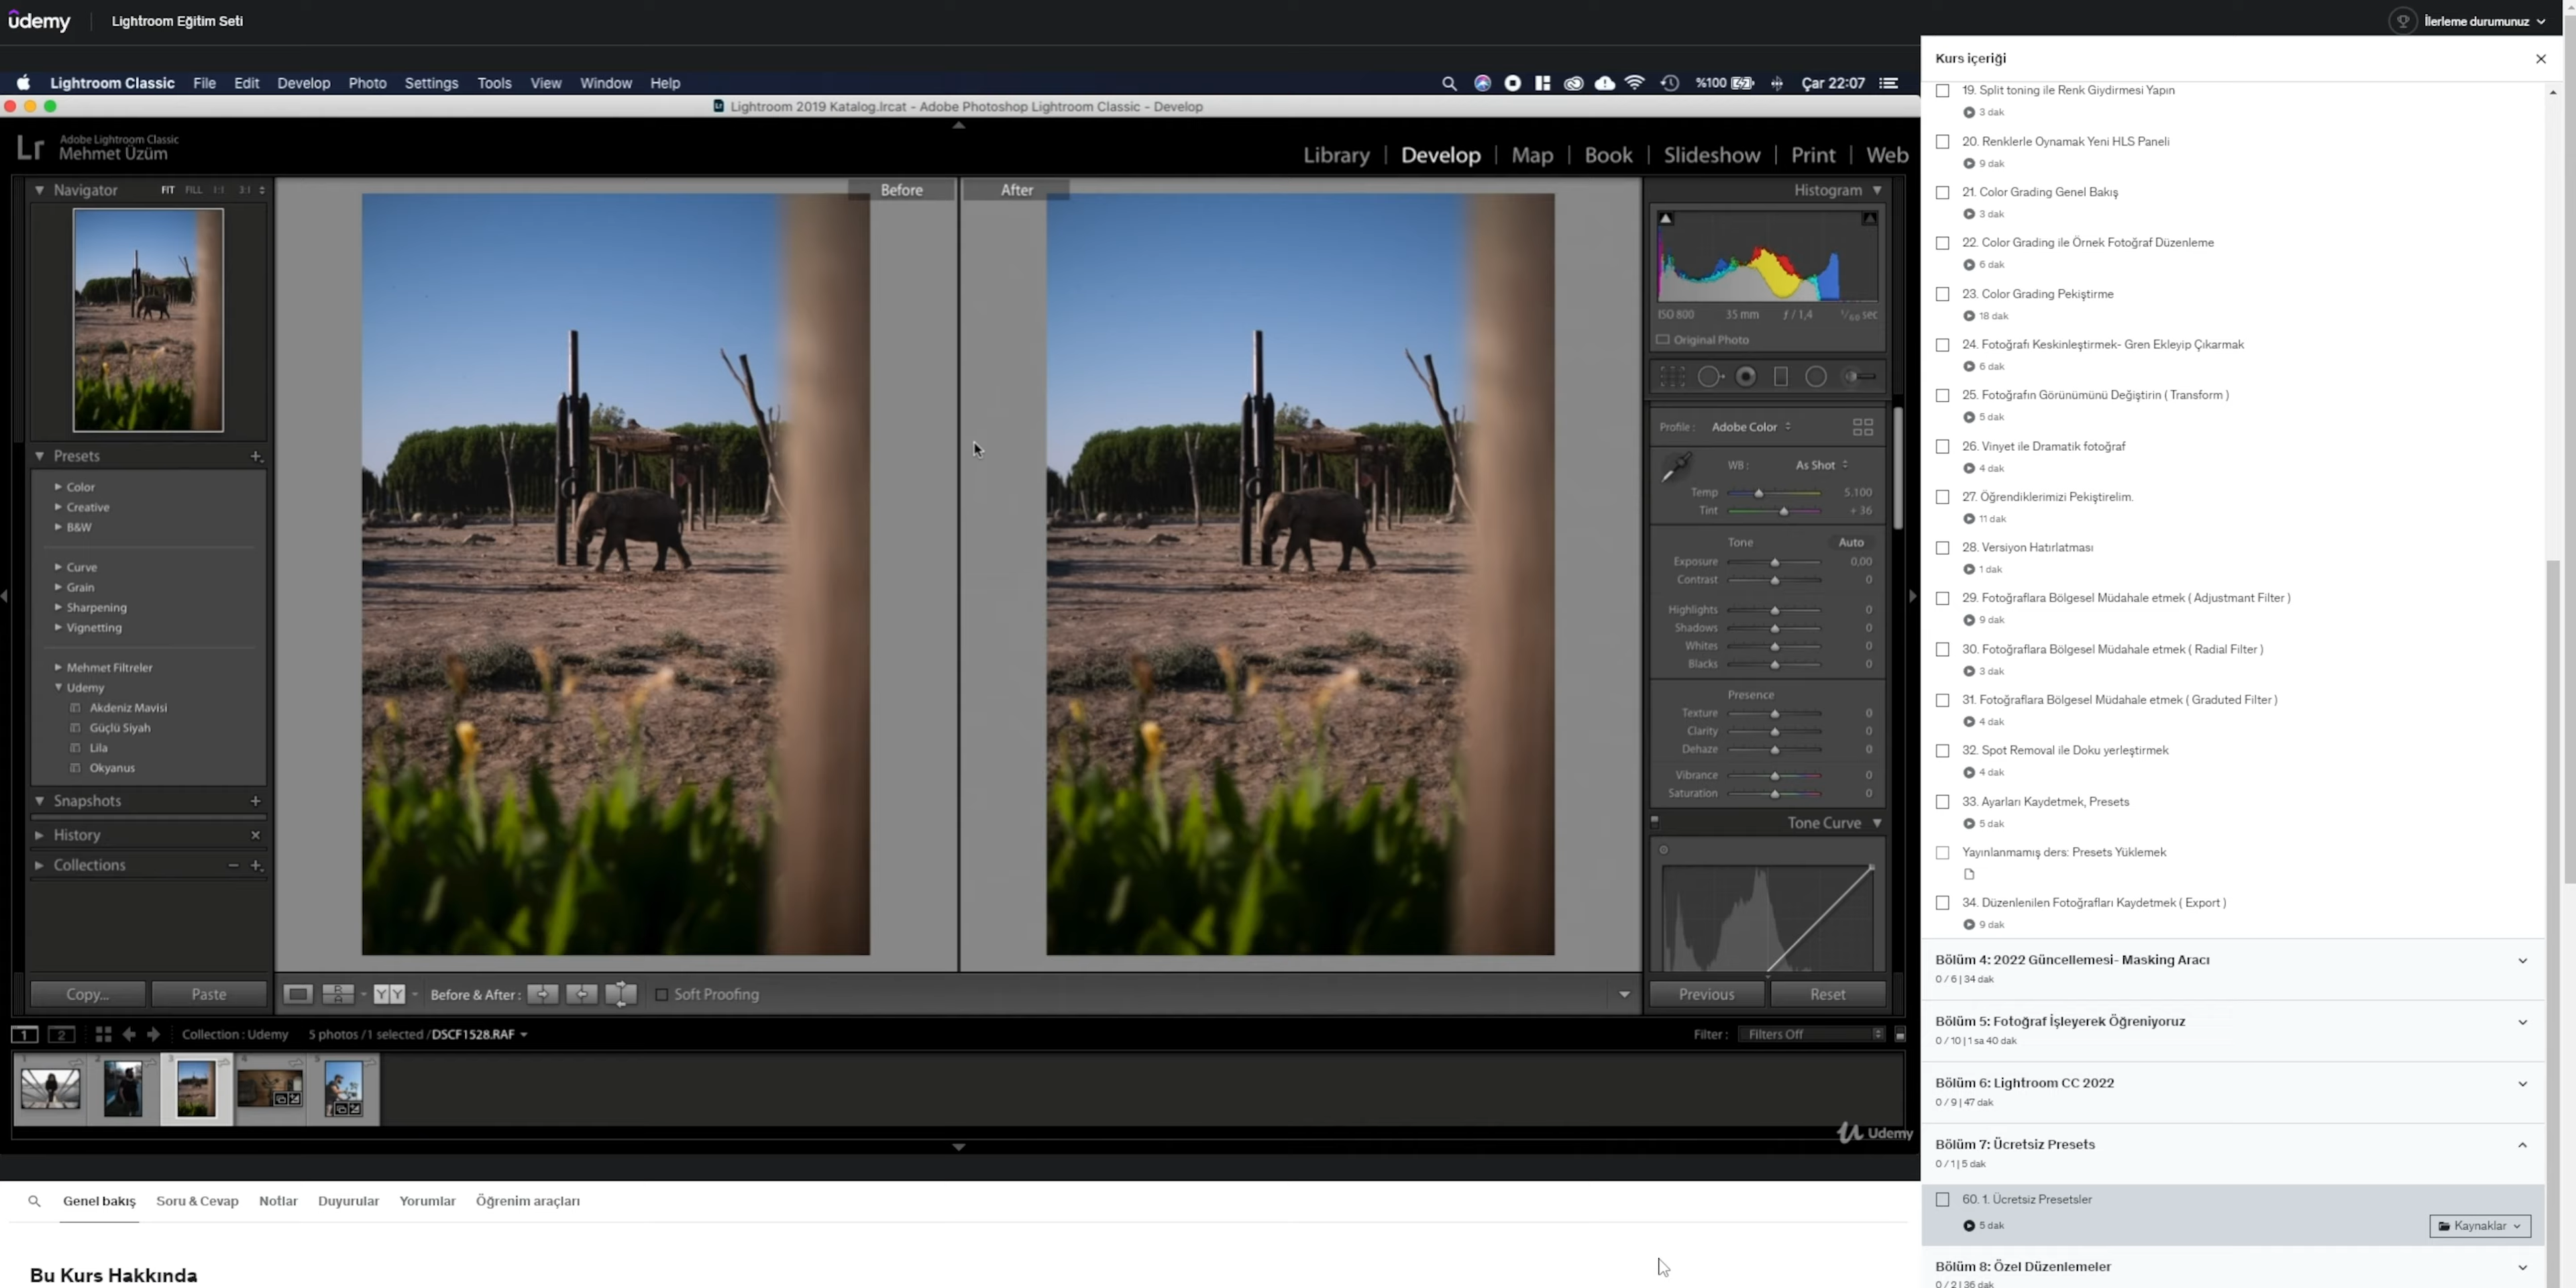 ûdemy
Lightroom Eğitim Seti
İlerleme durumunuz
Lightroom Classic File Edit Develop Photo Settings Tools View Window Help
%100
Çar 22:07
Lightroom 2019 Katalog.lrcat - Adobe Photoshop Lightroom Classic - Develop
Lr
Adobe Lightroom Classic
Mehmet Üzüm
Library | Develop | Map | Book | Slideshow | Print | Web
Navigator FIT FILL 1:1 3:1
Presets
Color
Creative
B&W
Curve
Grain
Sharpening
Vignetting
Mehmet Filtreler
Udemy
Akdeniz Mavisi
Güçlü Siyah
Lila
Okyanus
Snapshots
History
Collections
Copy...
Paste
Before
After
Before & After :
Soft Proofing
Histogram
ISO 800 35 mm ƒ / 1,4 1/60 sec
Original Photo
Profile : Adobe Color
WB : As Shot
Temp 5.100
Tint + 36
Tone Auto
Exposure 0,00
Contrast 0
Highlights 0
Shadows 0
Whites 0
Blacks 0
Presence
Texture 0
Clarity 0
Dehaze 0
Vibrance 0
Saturation 0
Tone Curve
Previous
Reset
1 2 Collection : Udemy 5 photos / 1 selected / DSCF1528.RAF
Filter : Filters Off
1 2 3 4 5
Udemy
Genel bakış Soru & Cevap Notlar Duyurular Yorumlar Öğrenim araçları
Bu Kurs Hakkında
Kurs içeriği
19. Split toning ile Renk Giydirmesi Yapın
3 dak
20. Renklerle Oynamak Yeni HLS Paneli
9 dak
21. Color Grading Genel Bakış
3 dak
22. Color Grading ile Örnek Fotoğraf Düzenleme
6 dak
23. Color Grading Pekiştirme
18 dak
24. Fotoğrafı Keskinleştirmek- Gren Ekleyip Çıkarmak
6 dak
25. Fotoğrafın Görünümünü Değiştirin ( Transform )
5 dak
26. Vinyet ile Dramatik fotoğraf
4 dak
27. Öğrendiklerimizi Pekiştirelim.
11 dak
28. Versiyon Hatırlatması
1 dak
29. Fotoğraflara Bölgesel Müdahale etmek ( Adjustmant Filter )
9 dak
30. Fotoğraflara Bölgesel Müdahale etmek ( Radial Filter )
3 dak
31. Fotoğraflara Bölgesel Müdahale etmek ( Graduted Filter )
4 dak
32. Spot Removal ile Doku yerleştirmek
4 dak
33. Ayarları Kaydetmek, Presets
5 dak
Yayınlanmamış ders: Presets Yüklemek
34. Düzenlenilen Fotoğrafları Kaydetmek ( Export )
9 dak
Bölüm 4: 2022 Güncellemesi- Masking Aracı
0 / 6 | 34 dak
Bölüm 5: Fotoğraf İşleyerek Öğreniyoruz
0 / 10 | 1 sa 40 dak
Bölüm 6: Lightroom CC 2022
0 / 9 | 47 dak
Bölüm 7: Ücretsiz Presets
0 / 1 | 5 dak
60. 1. Ücretsiz Presetsler
5 dak
Kaynaklar
Bölüm 8: Özel Düzenlemeler
0 / 2 | 36 dak